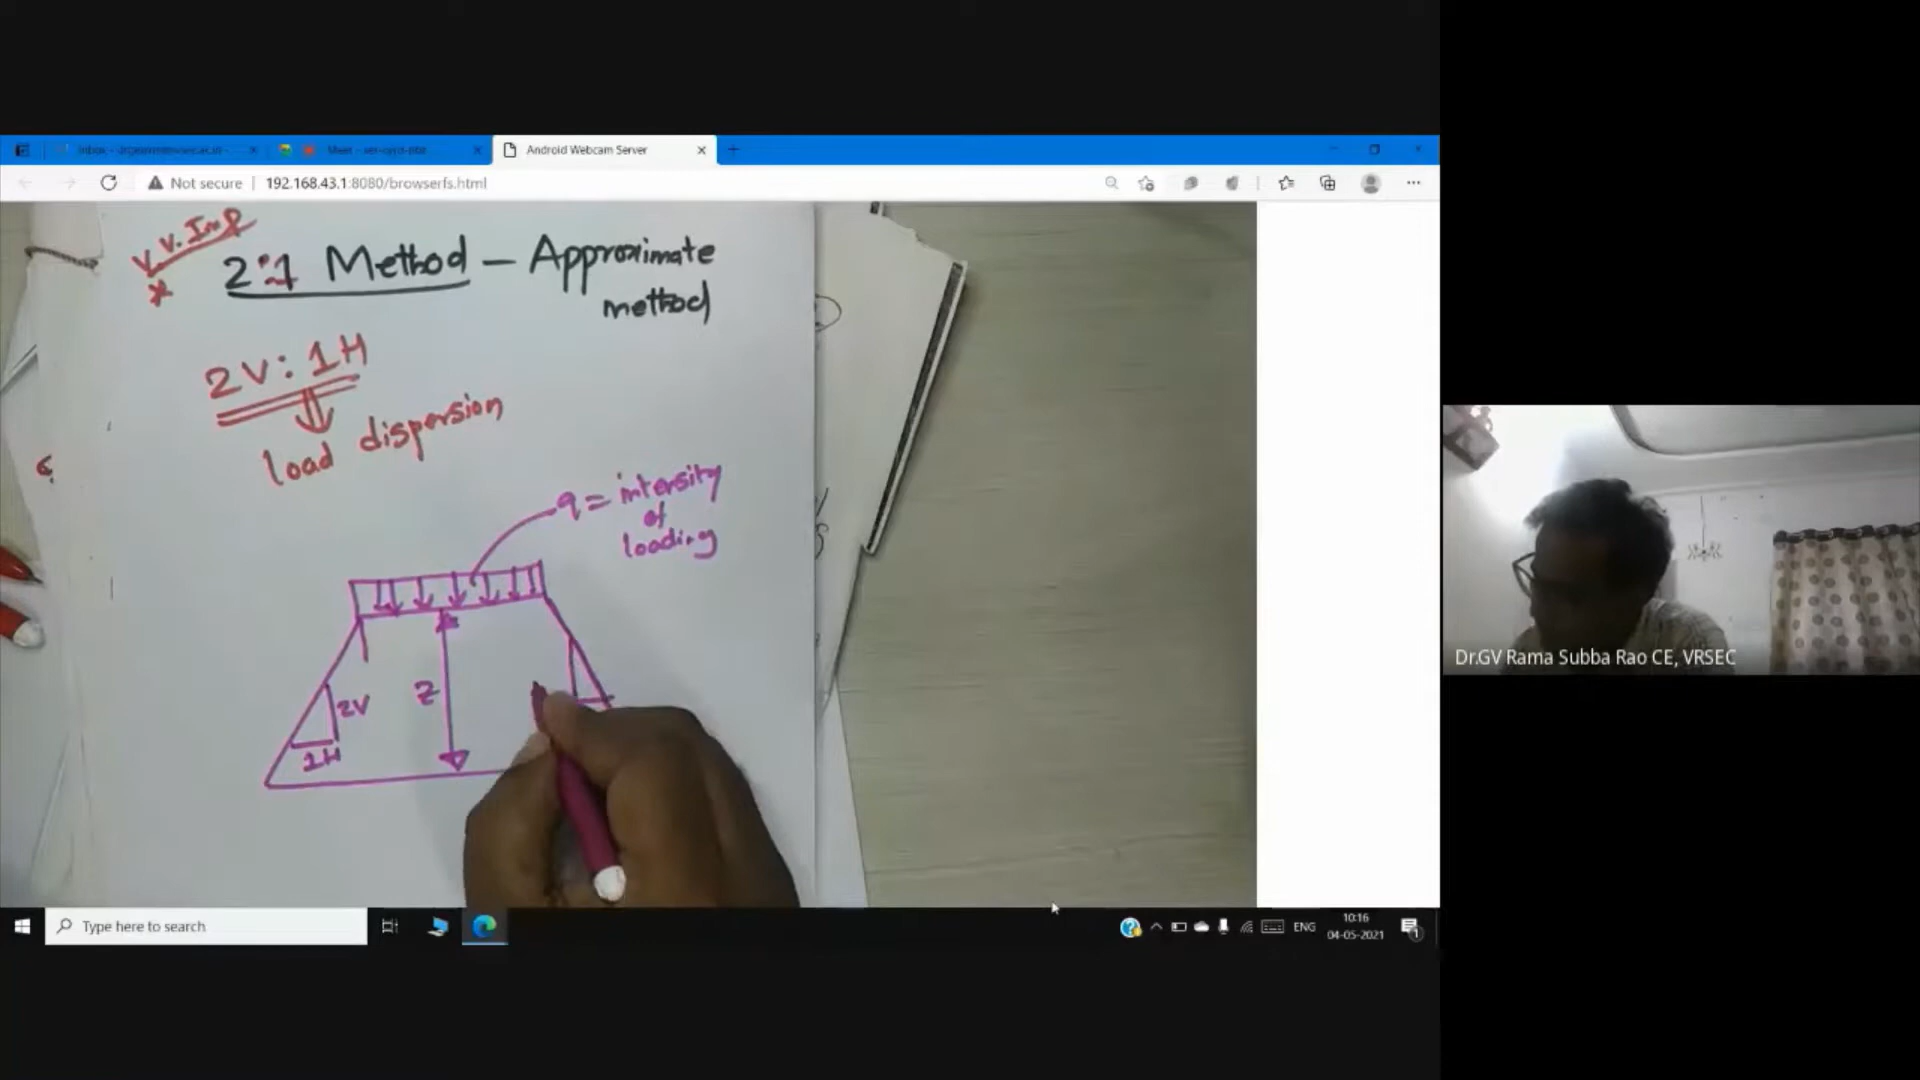 Android Webcam Server
Not secure
192.168.43.1:8080/browserfs.html
V. V. Imp
2:1 Method – Approximate
method
2V:1H
load dispersion
q = intensity
of
loading
Z
2V
1H
Dr.GV Rama Subba Rao CE, VRSEC
Type here to search
ENG
10:16
04-05-2021
1